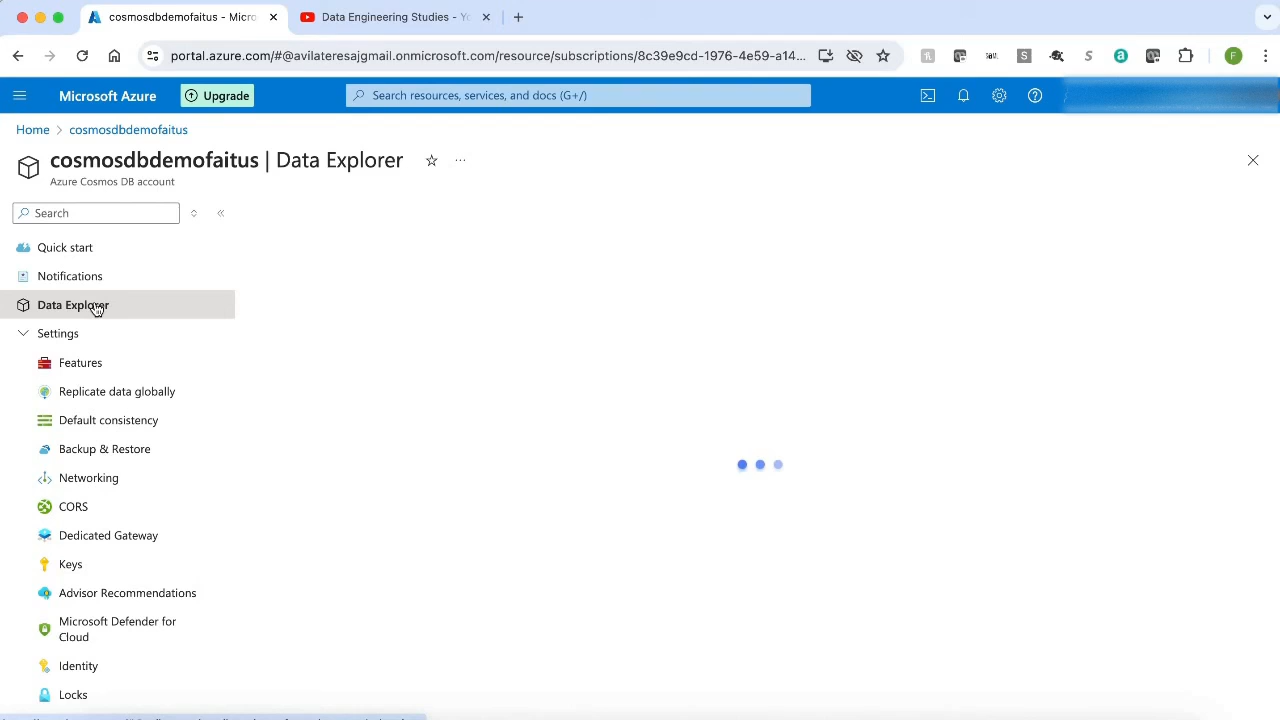 cosmosdbdemofaitus - Micro
Data Engineering Studies - Y
portal.azure.com/#@avilateresagmail.onmicrosoft.com/resource/subscriptions/8c39e9cd-1976-4e59-a14...
F
Microsoft Azure
Upgrade
Search resources, services, and docs (G+/)
Home > cosmosdbdemofaitus
cosmosdbdemofaitus | Data Explorer
Azure Cosmos DB account
Search
Quick start
Notifications
Data Explorer
Settings
Features
Replicate data globally
Default consistency
Backup & Restore
Networking
CORS
Dedicated Gateway
Keys
Advisor Recommendations
Microsoft Defender for
Cloud
Identity
Locks